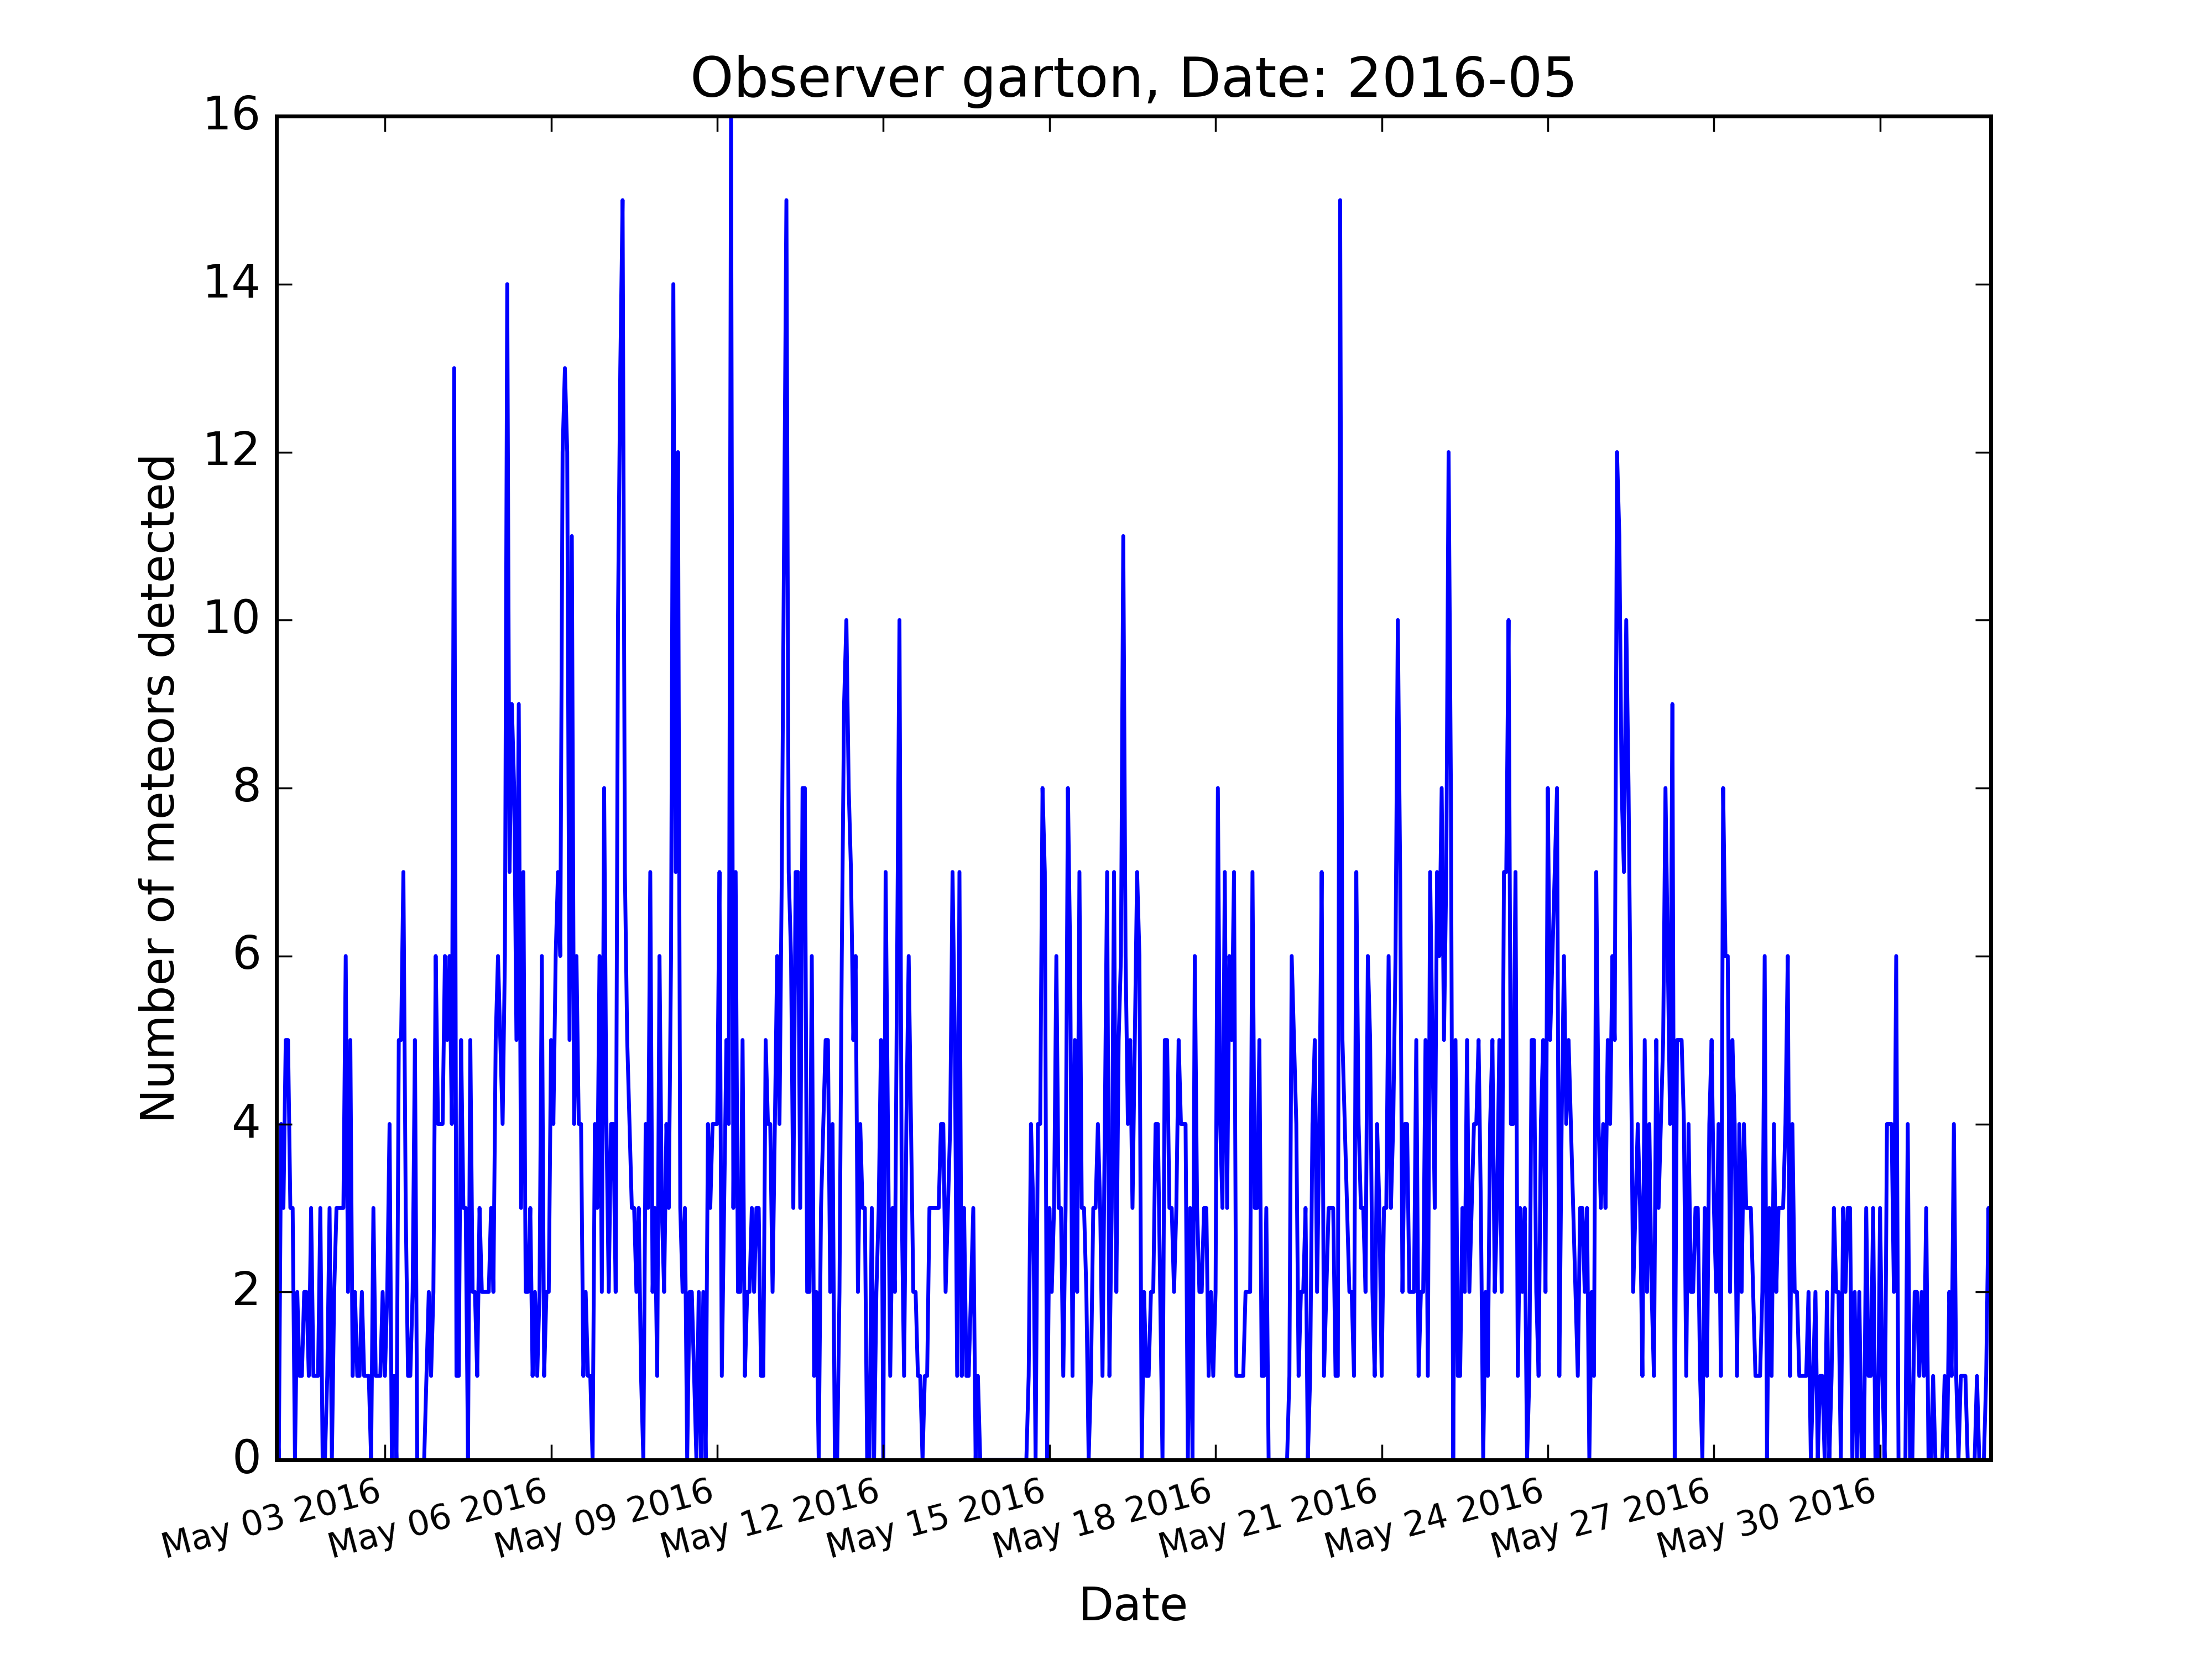 Observer garton, Date: 2016-05
16
14
12
10
8
6
4
2
0
Number of meteors detected
May 03 2016
May 06 2016
May 09 2016
May 12 2016
May 15 2016
May 18 2016
May 21 2016
May 24 2016
May 27 2016
May 30 2016
Date